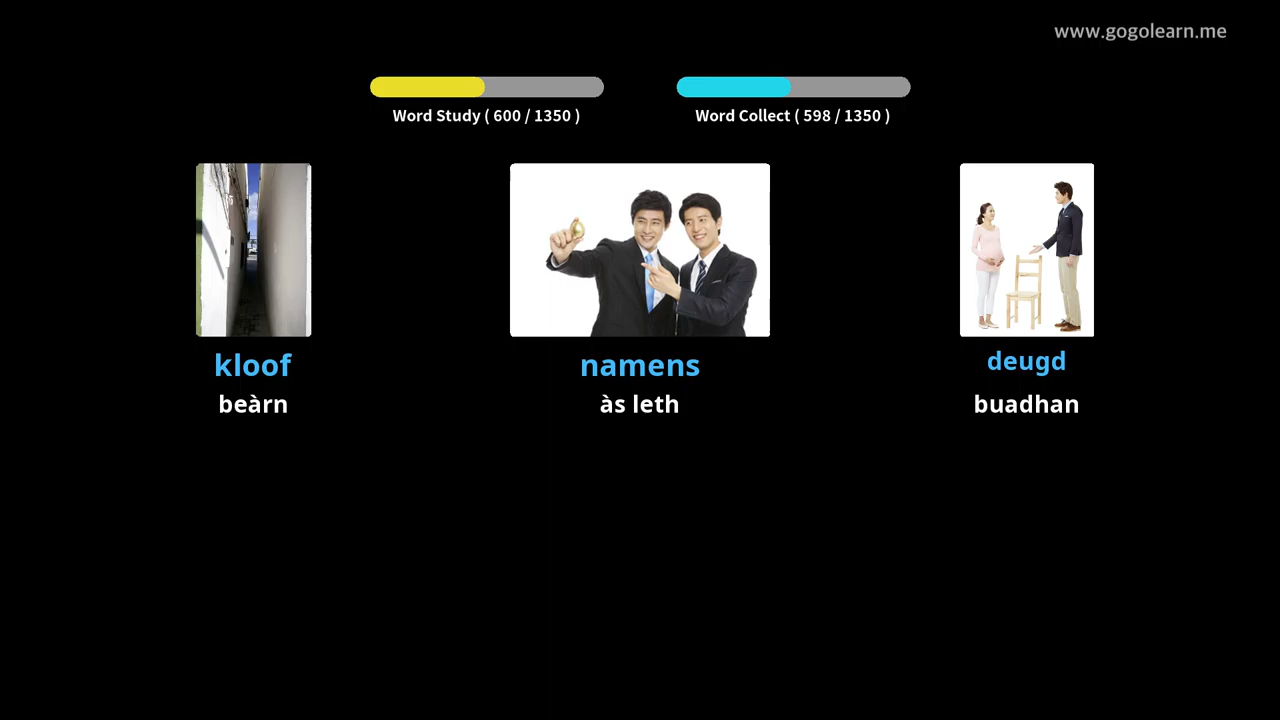 www.gogolearn.me
Word Study ( 600 / 1350 )
Word Collect ( 598 / 1350 )
kloof
beàrn
namens
às leth
deugd
buadhan